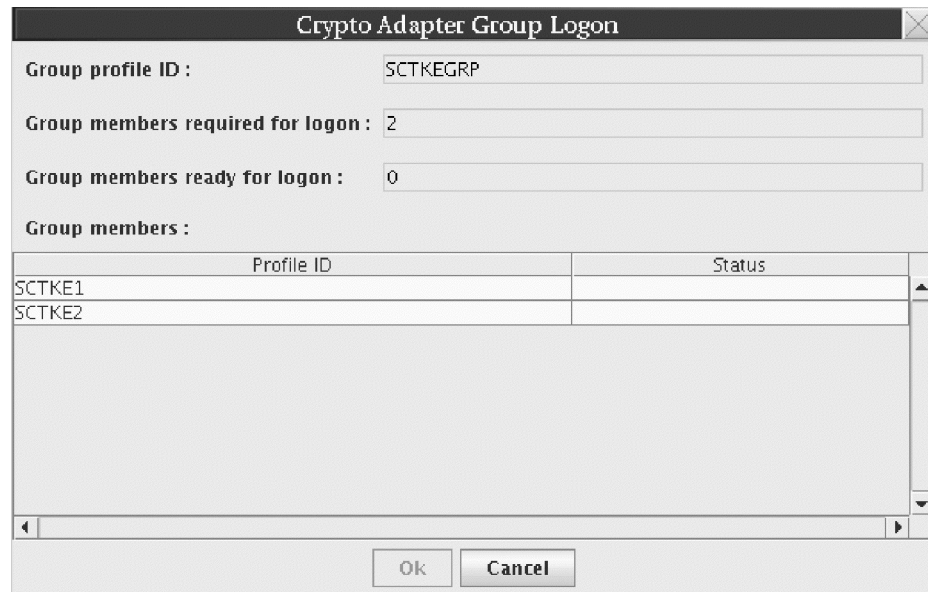 Crypto Adapter Group Logon
Group profile ID : SCTKEGRP
Group members required for logon : 2
Group members ready for logon : 0
Group members :
Profile ID Status
SCTKE1
SCTKE2
Ok Cancel